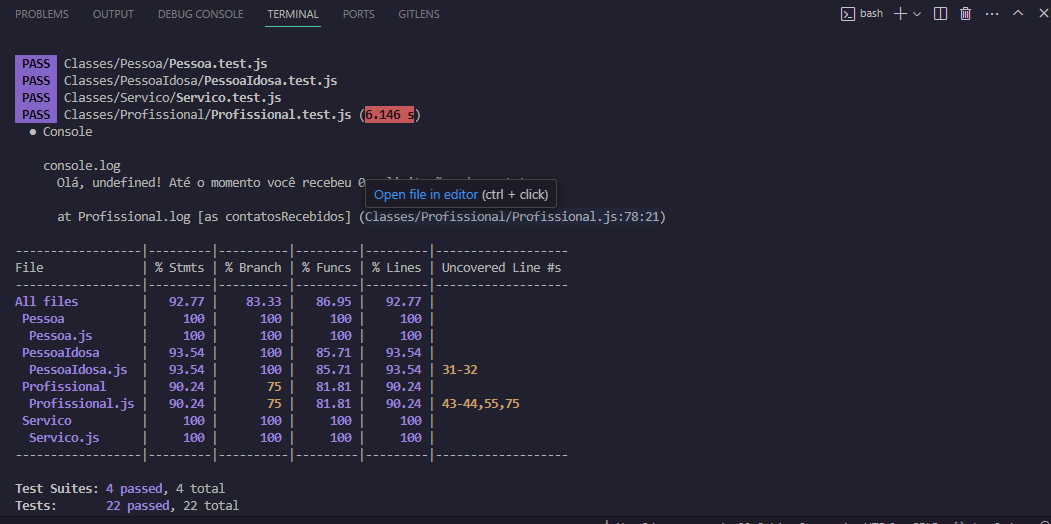 PROBLEMS OUTPUT DEBUG CONSOLE TERMINAL PORTS GITLENS bash
PASS Classes/Pessoa/Pessoa.test.js
PASS Classes/PessoaIdosa/PessoaIdosa.test.js
PASS Classes/Servico/Servico.test.js
PASS Classes/Profissional/Profissional.test.js (6.146 s)
● Console
console.log
Olá, undefined! Até o momento você recebeu
Open file in editor (ctrl + click)
at Profissional.log [as contatosRecebidos] (Classes/Profissional/Profissional.js:78:21)
------------------|---------|----------|---------|---------|-------------------
File | % Stmts | % Branch | % Funcs | % Lines | Uncovered Line #s
------------------|---------|----------|---------|---------|-------------------
All files | 92.77 | 83.33 | 86.95 | 92.77 |
Pessoa | 100 | 100 | 100 | 100 |
Pessoa.js | 100 | 100 | 100 | 100 |
PessoaIdosa | 93.54 | 100 | 85.71 | 93.54 |
PessoaIdosa.js | 93.54 | 100 | 85.71 | 93.54 | 31-32
Profissional | 90.24 | 75 | 81.81 | 90.24 |
Profissional.js | 90.24 | 75 | 81.81 | 90.24 | 43-44,55,75
Servico | 100 | 100 | 100 | 100 |
Servico.js | 100 | 100 | 100 | 100 |
------------------|---------|----------|---------|---------|-------------------
Test Suites: 4 passed, 4 total
Tests: 22 passed, 22 total